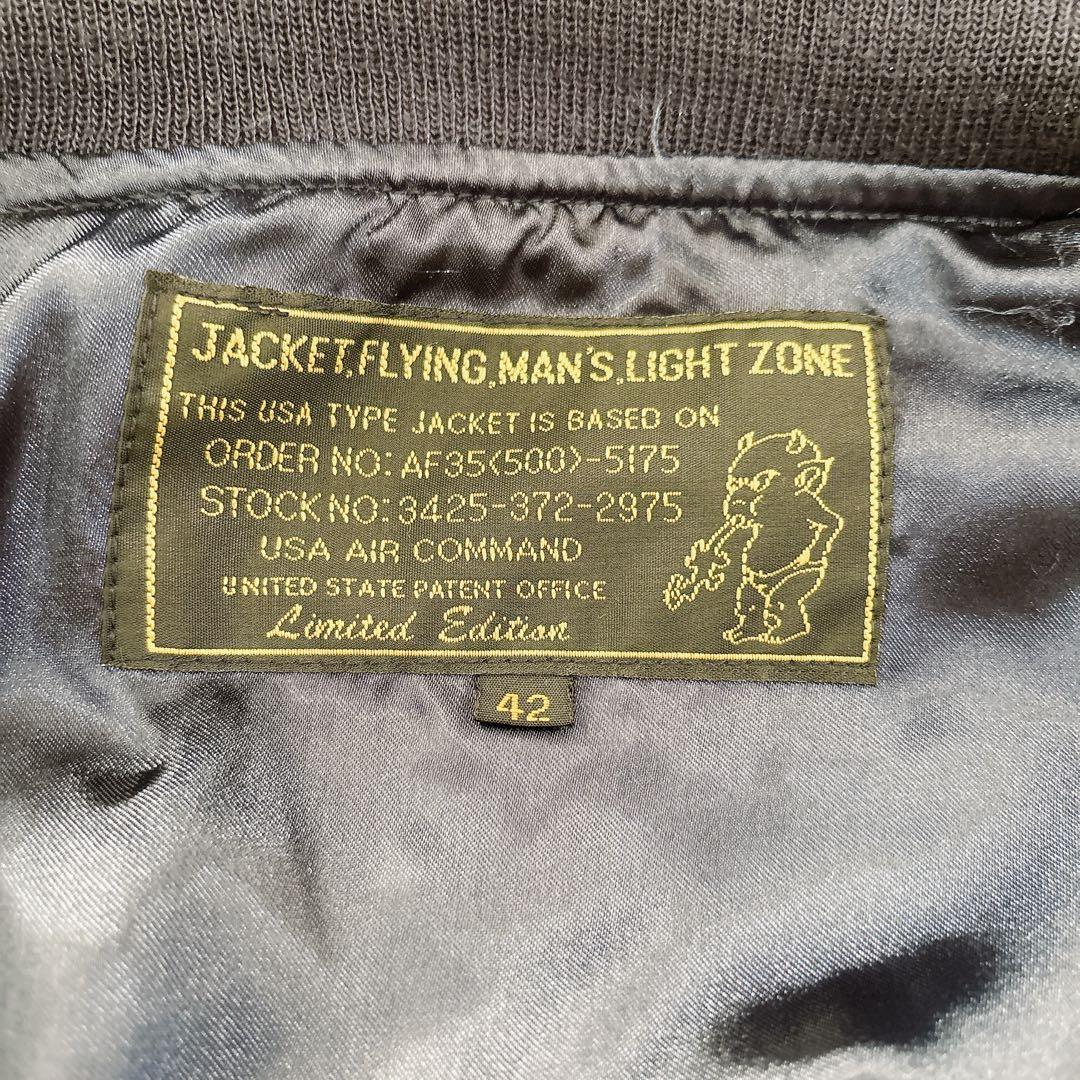 JACKET,FLYING,MAN'S,LIGHT ZONE
THIS USA TYPE JACKET IS BASED ON
ORDER NO: AF35(500)-5175
STOCK NO: 3425-372-2975
USA AIR COMMAND
UNITED STATE PATENT OFFICE
Limited Edition
42